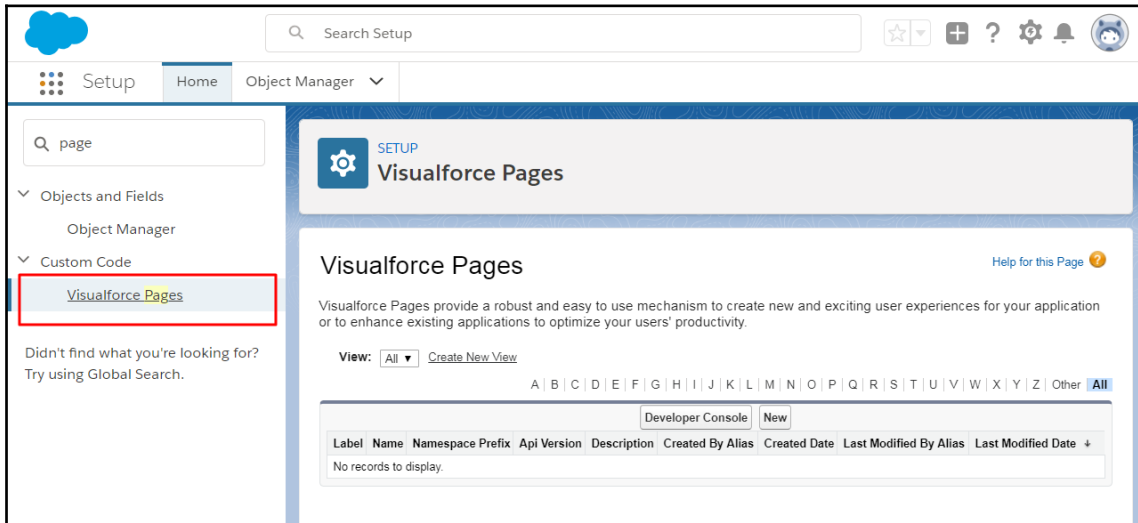 Search Setup
Setup
Home
Object Manager
page
Objects and Fields
Object Manager
Custom Code
Visualforce Pages
Didn't find what you're looking for?
Try using Global Search.
SETUP
Visualforce Pages
Visualforce Pages
Help for this Page ?
Visualforce Pages provide a robust and easy to use mechanism to create new and exciting user experiences for your application
or to enhance existing applications to optimize your users' productivity.
View: All ▼ Create New View
A | B | C | D | E | F | G | H | I | J | K | L | M | N | O | P | Q | R | S | T | U | V | W | X | Y | Z | Other All
Developer Console New
Label Name Namespace Prefix Api Version Description Created By Alias Created Date Last Modified By Alias Last Modified Date ↓
No records to display.